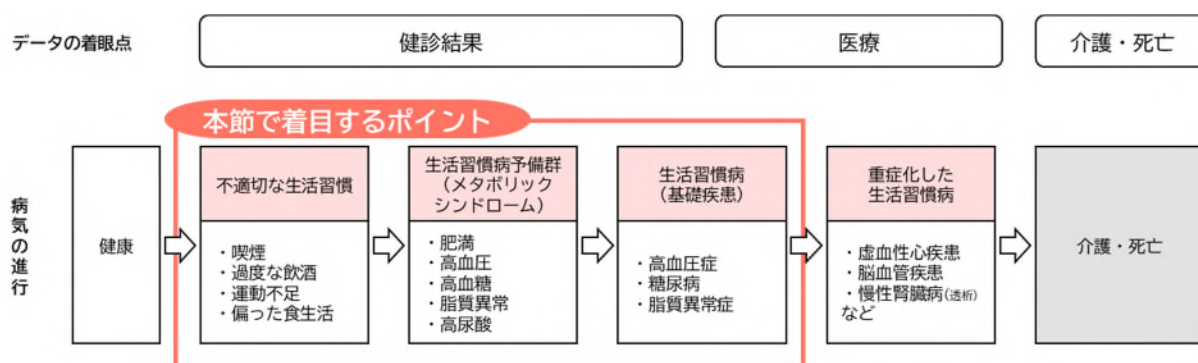 データの着眼点
健診結果
医療
介護・死亡
本節で着目するポイント
病気の進行
健康
不適切な生活習慣
・喫煙
・過度な飲酒
・運動不足
・偏った食生活
生活習慣病予備群
（メタボリック
シンドローム）
・肥満
・高血圧
・高血糖
・脂質異常
・高尿酸
生活習慣病
（基礎疾患）
・高血圧症
・糖尿病
・脂質異常症
重症化した
生活習慣病
・虚血性心疾患
・脳血管疾患
・慢性腎臓病(透析)
など
介護・死亡